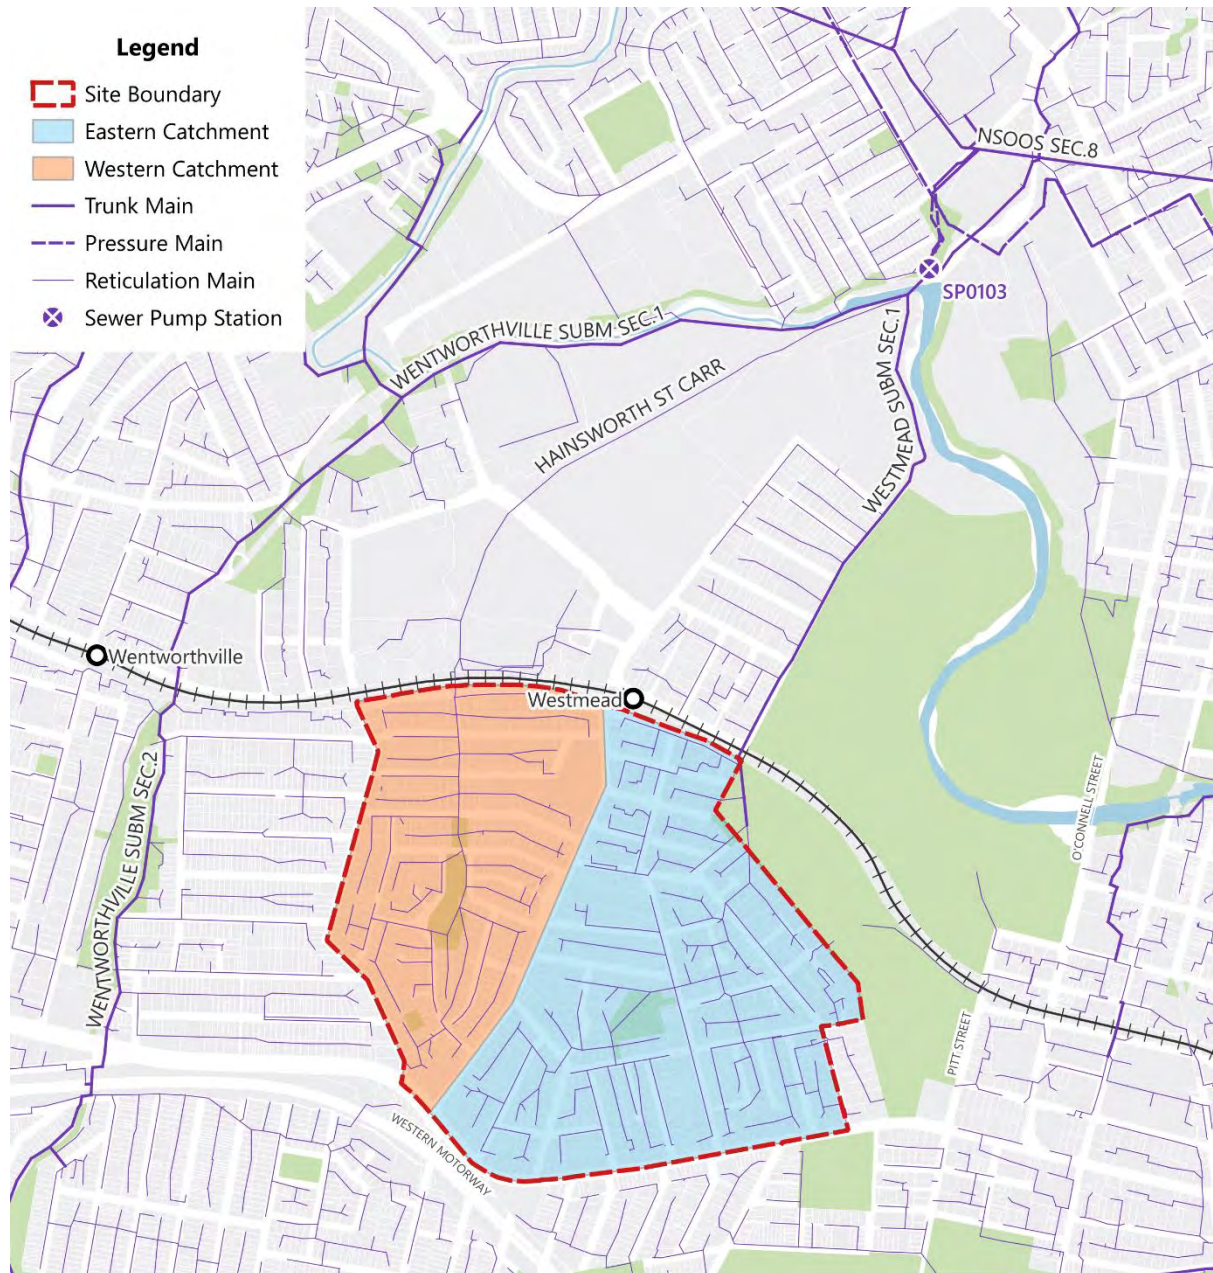 Legend
Site Boundary
Eastern Catchment
Western Catchment
Trunk Main
Pressure Main
Reticulation Main
Sewer Pump Station
NSOOS SEC.8
SP0103
WENTWORTHVILLE SUBM SEC.1
HAINSWORTH ST CARR
WESTMEAD SUBM SEC.1
Wentworthville
Westmead
WENTWORTHVILLE SUBM SEC.2
O'CONNELL STREET
PITT STREET
WESTERN MOTORWAY